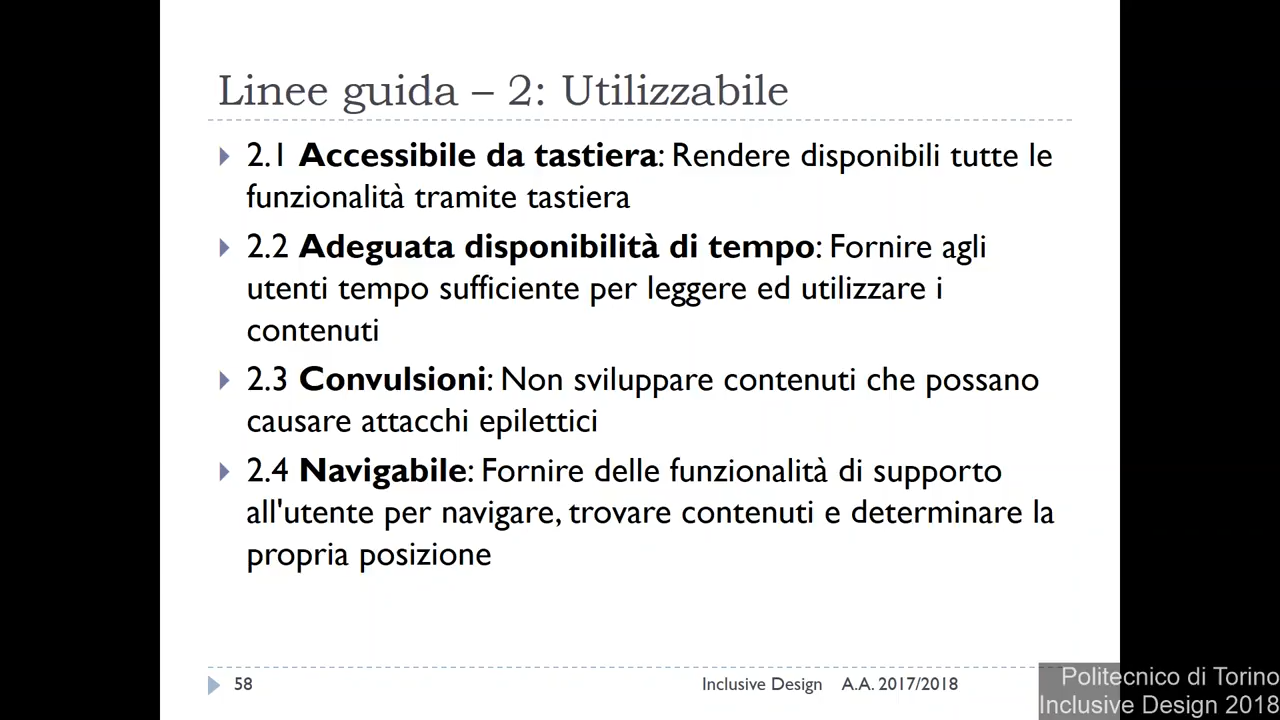 Linee guida – 2: Utilizzabile
2.1 Accessibile da tastiera: Rendere disponibili tutte le
funzionalità tramite tastiera
2.2 Adeguata disponibilità di tempo: Fornire agli
utenti tempo sufficiente per leggere ed utilizzare i
contenuti
2.3 Convulsioni: Non sviluppare contenuti che possano
causare attacchi epilettici
2.4 Navigabile: Fornire delle funzionalità di supporto
all'utente per navigare, trovare contenuti e determinare la
propria posizione
58 Inclusive Design A.A. 2017/2018
Politecnico di Torino
Inclusive Design 2018